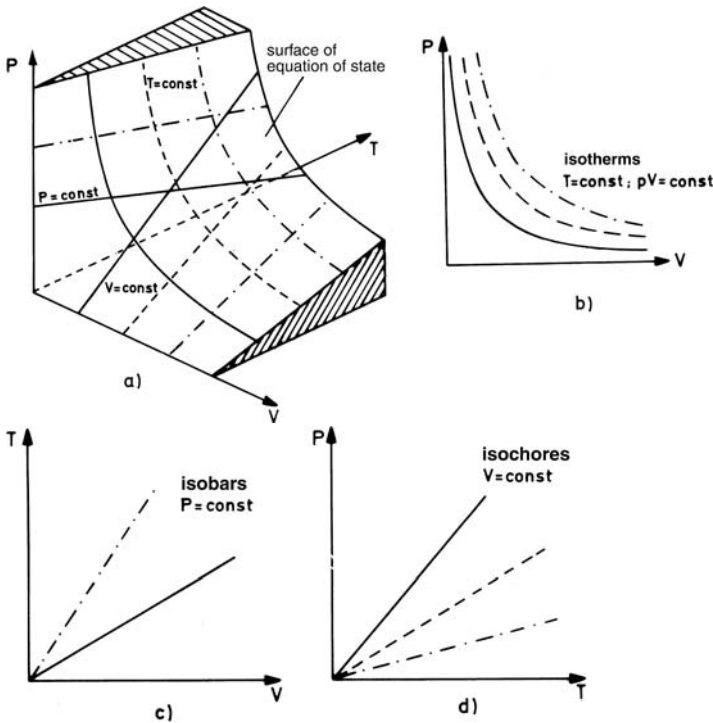 P
surface of
equation of state
T=const
T
P=const
V=const
V
a)
P
isotherms
T=const; pV=const
V
b)
T
isobars
P=const
V
c)
P
isochores
V=const
T
d)